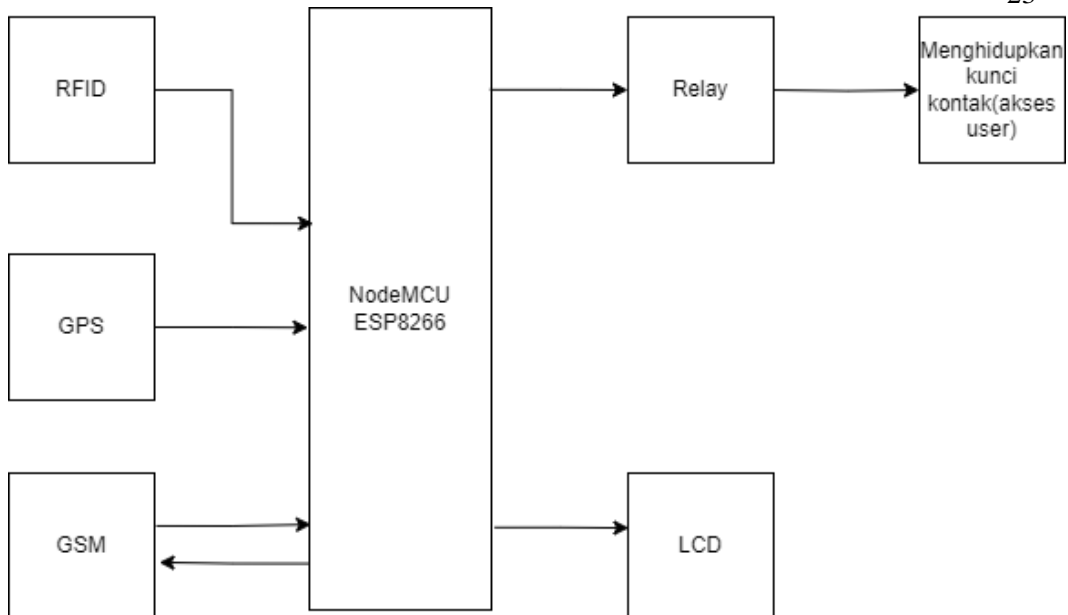 RFID
Relay
Menghidupkan
kunci
kontak(akses
user)
GPS
NodeMCU
ESP8266
GSM
LCD